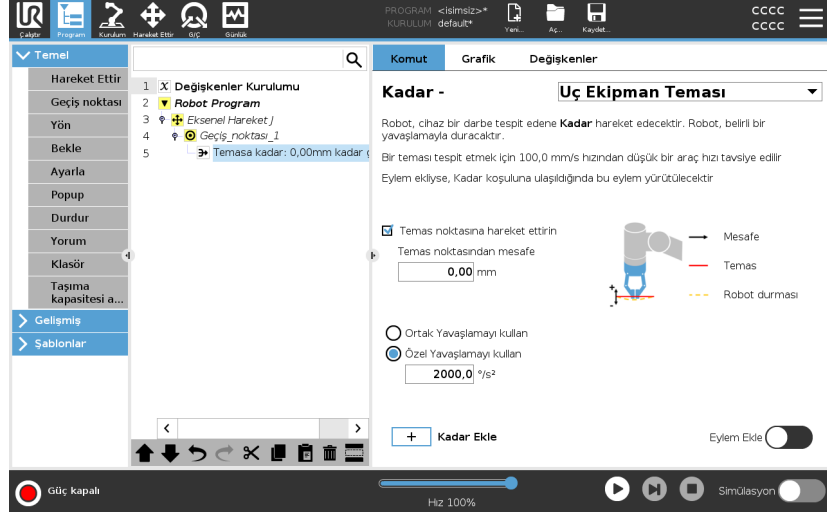 UR
PROGRAM <isimsiz>*
KURULUM default*
CCCC
CCCC
Çalıştır Program Kurulum Hareket Ettir G/Ç Günlük
Yeni... Aç... Kaydet...
Temel
Hareket Ettir
Geçiş noktası
Yön
Bekle
Ayarla
Popup
Durdur
Yorum
Klasör
Taşıma
kapasitesi a...
Gelişmiş
Şablonlar
1 X Değişkenler Kurulumu
2 Robot Program
3 Eksenel Hareket J
4 Geçiş_noktası_1
5 Temasa kadar: 0,00mm kadar g
Komut Grafik Değişkenler
Kadar - Uç Ekipman Teması
Robot, cihaz bir darbe tespit edene Kadar hareket edecektir. Robot, belirli bir
yavaşlamayla duracaktır.
Bir teması tespit etmek için 100,0 mm/s hızından düşük bir araç hızı tavsiye edilir
Eylem ekliyse, Kadar koşuluna ulaşıldığında bu eylem yürütülecektir
Temas noktasına hareket ettirin
Temas noktasından mesafe
0,00 mm
Mesafe
Temas
Robot durması
+
-
Ortak Yavaşlamayı kullan
Özel Yavaşlamayı kullan
2000,0 °/s²
+ Kadar Ekle
Eylem Ekle
Güç kapalı
Hız 100%
Simülasyon